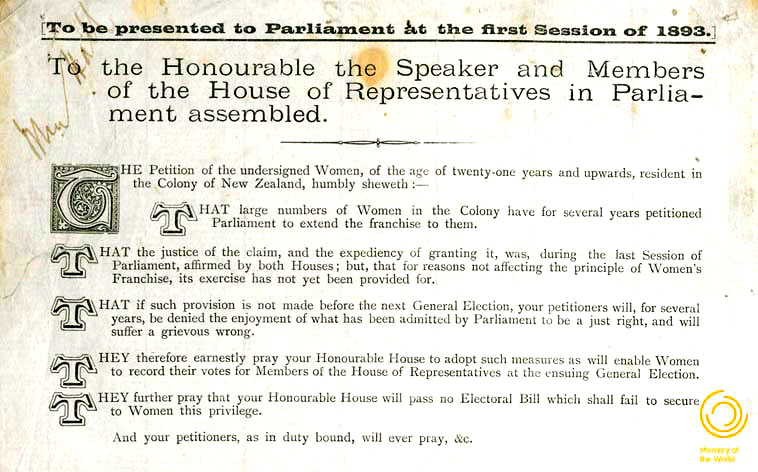 [To be presented to Parliament at the first Session of 1893.]
To the Honourable the Speaker and Members
of the House of Representatives in Parlia-
ment assembled.
THE Petition of the undersigned Women, of the age of twenty-one years and upwards, resident in
the Colony of New Zealand, humbly sheweth :—
THAT large numbers of Women in the Colony have for several years petitioned
Parliament to extend the franchise to them.
THAT the justice of the claim, and the expediency of granting it, was, during the last Session of
Parliament, affirmed by both Houses; but, that for reasons not affecting the principle of Women's
Franchise, its exercise has not yet been provided for.
THAT if such provision is not made before the next General Election, your petitioners will, for several
years, be denied the enjoyment of what has been admitted by Parliament to be a just right, and will
suffer a grievous wrong.
THEY therefore earnestly pray your Honourable House to adopt such measures as will enable Women
to record their votes for Members of the House of Representatives at the ensuing General Election.
THEY further pray that your Honourable House will pass no Electoral Bill which shall fail to secure
to Women this privilege.
And your petitioners, as in duty bound, will ever pray, &c.
Memory of
the World